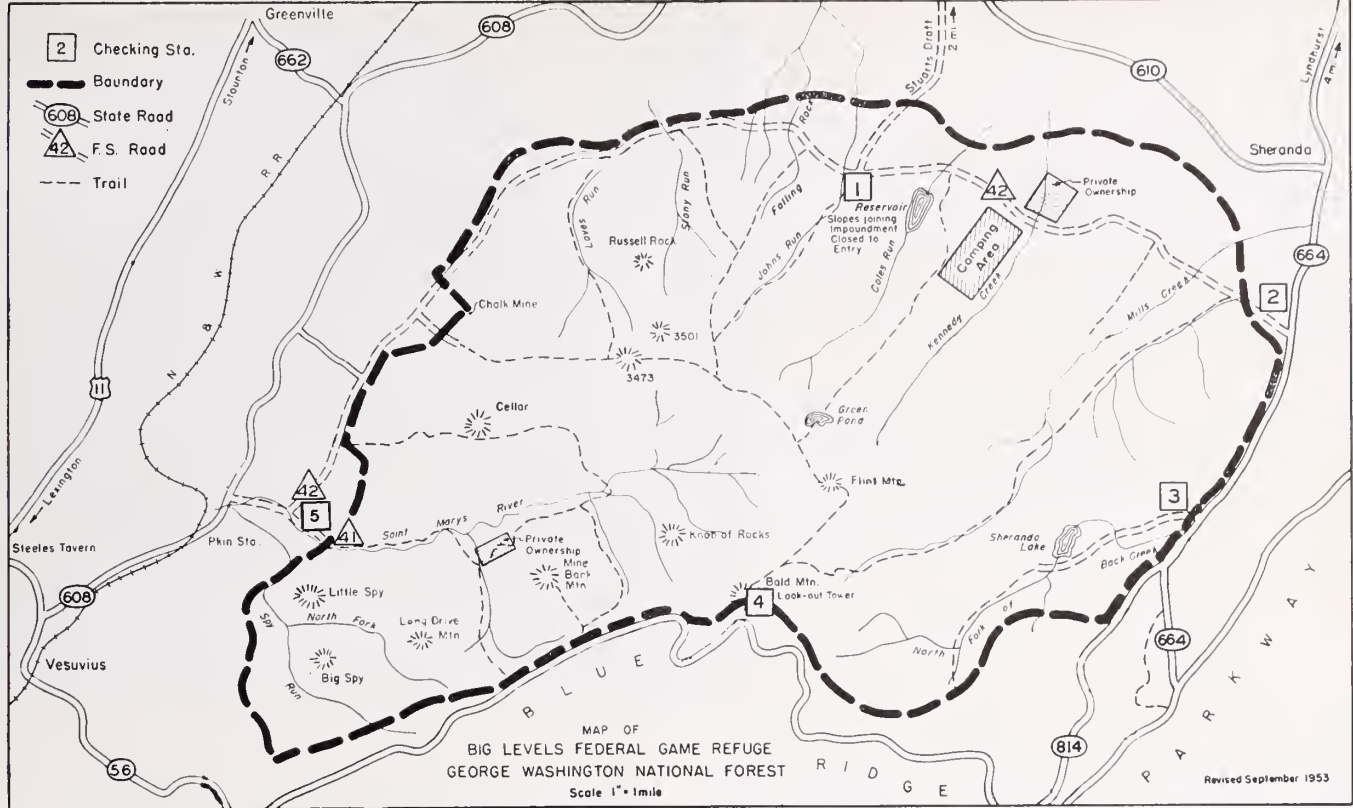 Greenville
2 Checking Sta.
Boundary
608 State Road
42 F.S. Road
Trail
662
608
Staunton
N & W RR
11
Lexington
Steeles Tavern
608
Vesuvius
56
Stuarts Draft
2 mi
610
Lyndhurst
4 m.
Sheranda
664
Falling Rock
1
42
Private
Ownership
Reservoir
Slopes joining
Impoundment
Closed to
Entry
Camping
Area
Loves Run
Stony Run
Russell Rock
Johns Run
Coles Run
Kennedy Creek
Mills Creek
2
Chalk Mine
3501
3473
Green
Pond
Cellar
Flint Mtn.
42
5
41
Pkin Sta.
Saint Marys River
Private
Ownership
Mine
Bank
Mtn
Knob of Rocks
3
Sherando
Lake
Back Creek
North Fork of
Bald Mtn.
Look-out Tower
4
Little Spy
North Fork
Spy Run
Long Drive
Mtn
Big Spy
664
814
BLUE RIDGE PARKWAY
MAP OF
BIG LEVELS FEDERAL GAME REFUGE
GEORGE WASHINGTON NATIONAL FOREST
Scale 1" = 1mile
Revised September 1953